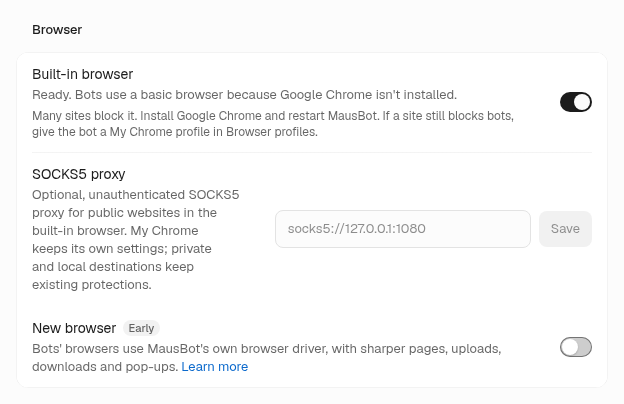 Browser
Built-in browser
Ready. Bots use a basic browser because Google Chrome isn't installed.
Many sites block it. Install Google Chrome and restart MausBot. If a site still blocks bots,
give the bot a My Chrome profile in Browser profiles.
SOCKS5 proxy
Optional, unauthenticated SOCKS5
proxy for public websites in the
built-in browser. My Chrome
keeps its own settings; private
and local destinations keep
existing protections.
socks5://127.0.0.1:1080
Save
New browser Early
Bots' browsers use MausBot's own browser driver, with sharper pages, uploads,
downloads and pop-ups. Learn more